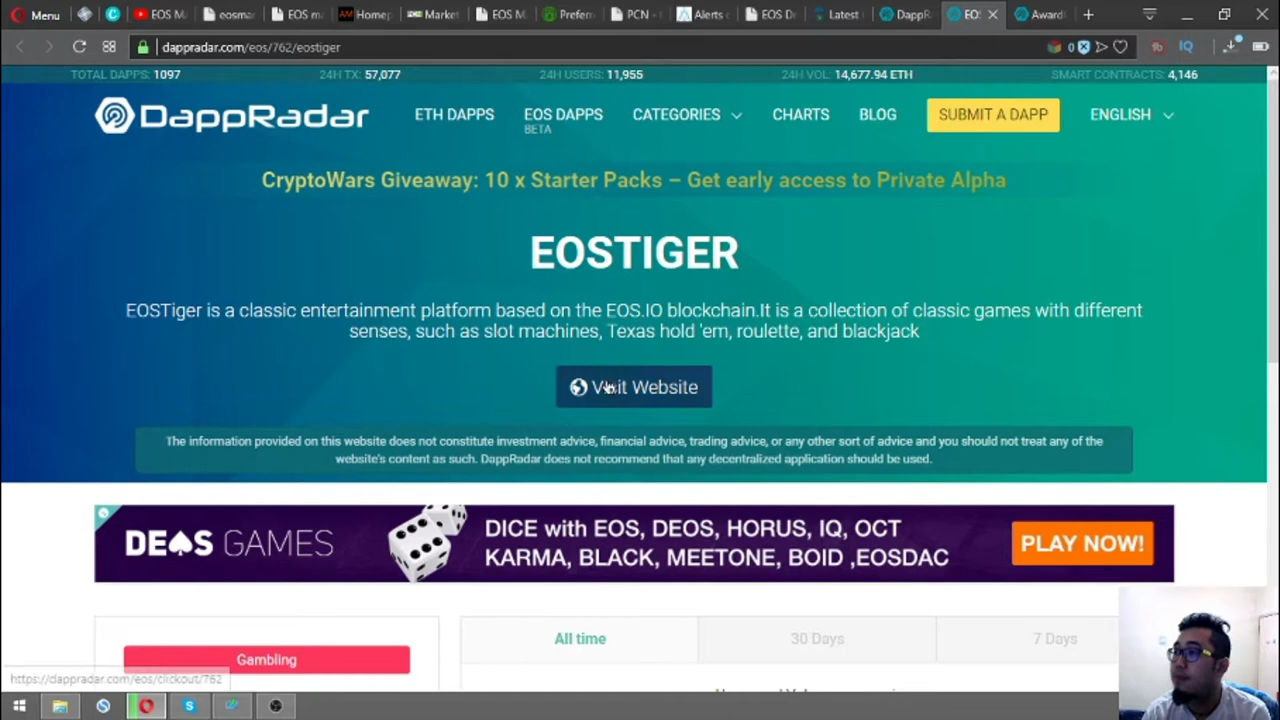 Menu
EOS M
eosmar
EOS ma
Homep
Market
EOS M
Prefern
PCN -
Alerts c
EOS Dr
Latest
DappR
EOS
Award
dappradar.com/eos/762/eostiger
0
IQ
TOTAL DAPPS: 1097
24H TX: 57,077
24H USERS: 11,955
24H VOL: 14,677.94 ETH
SMART CONTRACTS: 4,146
DappRadar
ETH DAPPS
EOS DAPPS
BETA
CATEGORIES
CHARTS
BLOG
SUBMIT A DAPP
ENGLISH
CryptoWars Giveaway: 10 x Starter Packs – Get early access to Private Alpha
EOSTIGER
EOSTiger is a classic entertainment platform based on the EOS.IO blockchain.It is a collection of classic games with different
senses, such as slot machines, Texas hold 'em, roulette, and blackjack
Visit Website
The information provided on this website does not constitute investment advice, financial advice, trading advice, or any other sort of advice and you should not treat any of the
website's content as such. DappRadar does not recommend that any decentralized application should be used.
DEOS GAMES
DICE with EOS, DEOS, HORUS, IQ, OCT
KARMA, BLACK, MEETONE, BOID ,EOSDAC
PLAY NOW!
Gambling
All time
30 Days
7 Days
https://dappradar.com/eos/clickout/762